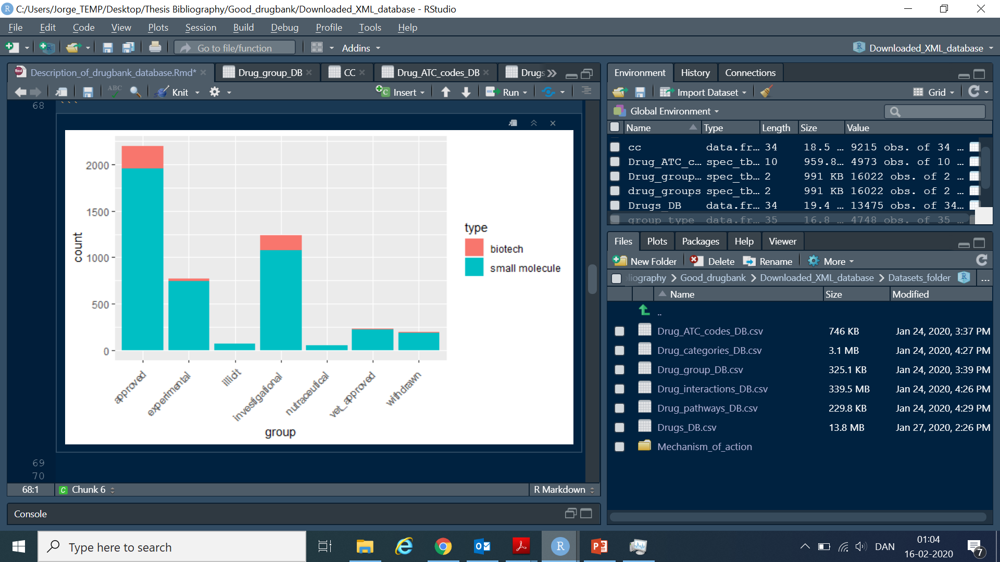 C:/Users/Jorge_TEMP/Desktop/Thesis Bibliography/Good_drugbank/Downloaded_XML_database - RStudio
File Edit Code View Plots Session Build Debug Profile Tools Help
Go to file/function Addins Downloaded_XML_database
Description_of_drugbank_database.Rmd* Drug_group_DB CC Drug_ATC_codes_DB Drugs
ABC Knit Insert Run
68 ```
2000
1500
1000
500
0
count
approved
experimental
illicit
investigational
nutraceutical
vet_approved
withdrawn
group
type
biotech
small molecule
69
70
68:1 Chunk 6 R Markdown
Console
Environment History Connections
Import Dataset Grid
Global Environment
Name Type Length Size Value
cc data.fr… 34 18.5 … 9215 obs. of 34 …
Drug_ATC_c… spec_tb… 10 959.8… 4973 obs. of 10 …
Drug_group… spec_tb… 2 991 KB 16022 obs. of 2 …
drug_groups spec_tb… 2 991 KB 16022 obs. of 2 …
Drugs_DB data.fr… 34 19.4 … 13475 obs. of 34…
group_type data.fr… 35 16.8 … 4748 obs. of 35 …
Files Plots Packages Help Viewer
New Folder Delete Rename More
liography Good_drugbank Downloaded_XML_database Datasets_folder ...
Name Size Modified
..
Drug_ATC_codes_DB.csv 746 KB Jan 24, 2020, 3:37 PM
Drug_categories_DB.csv 3.1 MB Jan 24, 2020, 4:27 PM
Drug_group_DB.csv 325.1 KB Jan 24, 2020, 3:39 PM
Drug_interactions_DB.csv 339.5 MB Jan 24, 2020, 4:26 PM
Drug_pathways_DB.csv 229.8 KB Jan 24, 2020, 4:29 PM
Drugs_DB.csv 13.8 MB Jan 27, 2020, 2:26 PM
Mechanism_of_action
Type here to search
DAN
01:04
16-02-2020
7